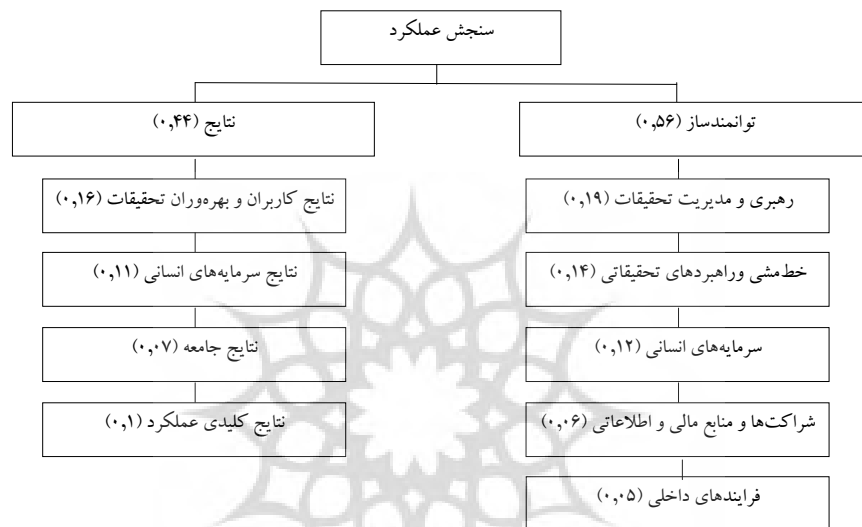 سنجش عملکرد
توانمندساز (۰,۵۶)
نتایج (۰,۴۴)
رهبری و مدیریت تحقیقات (۰,۱۹)
نتایج کاربران و بهره‌وران تحقیقات (۰,۱۶)
خط‌مشی وراهبردهای تحقیقاتی (۰,۱۴)
نتایج سرمایه‌های انسانی (۰,۱۱)
سرمایه‌های انسانی (۰,۱۲)
نتایج جامعه (۰,۰۷)
شراکت‌ها و منابع مالی و اطلاعاتی (۰,۰۶)
نتایج کلیدی عملکرد (۰,۱)
فرایندهای داخلی (۰,۰۵)